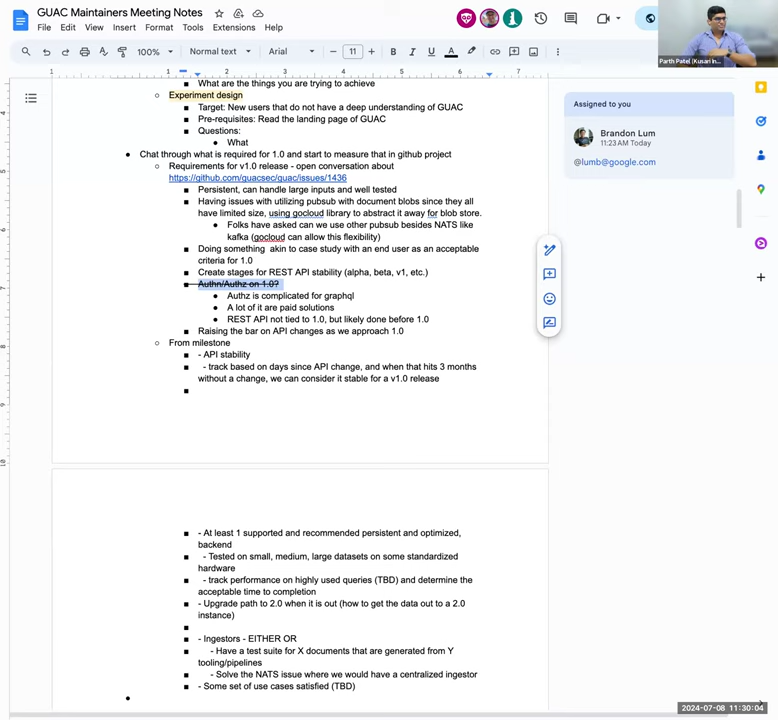 GUAC Maintainers Meeting Notes
File Edit View Insert Format Tools Extensions Help
100% Normal text Arial 11 B I U A
Parth Patel (Kusari In...
1 1 2 3 4 5 6 7
What are the things you are trying to achieve
Experiment design
Target: New users that do not have a deep understanding of GUAC
Pre-requisites: Read the landing page of GUAC
Questions:
What
Chat through what is required for 1.0 and start to measure that in github project
Requirements for v1.0 release - open conversation about
https://github.com/guacsec/guac/issues/1436
Persistent, can handle large inputs and well tested
Having issues with utilizing pubsub with document blobs since they all
have limited size, using gocloud library to abstract it away for blob store.
Folks have asked can we use other pubsub besides NATS like
kafka (gocloud can allow this flexibility)
Doing something akin to case study with an end user as an acceptable
criteria for 1.0
Create stages for REST API stability (alpha, beta, v1, etc.)
Authn/Authz on 1.0?
Authz is complicated for graphql
A lot of it are paid solutions
REST API not tied to 1.0, but likely done before 1.0
Raising the bar on API changes as we approach 1.0
From milestone
- API stability
- track based on days since API change, and when that hits 3 months
without a change, we can consider it stable for a v1.0 release
- At least 1 supported and recommended persistent and optimized,
backend
- Tested on small, medium, large datasets on some standardized
hardware
- track performance on highly used queries (TBD) and determine the
acceptable time to completion
- Upgrade path to 2.0 when it is out (how to get the data out to a 2.0
instance)
- Ingestors - EITHER OR
- Have a test suite for X documents that are generated from Y
tooling/pipelines
- Solve the NATS issue where we would have a centralized ingestor
- Some set of use cases satisfied (TBD)
Assigned to you
Brandon Lum
11:23 AM Today
@lumb@google.com
2024-07-08 11:30:04